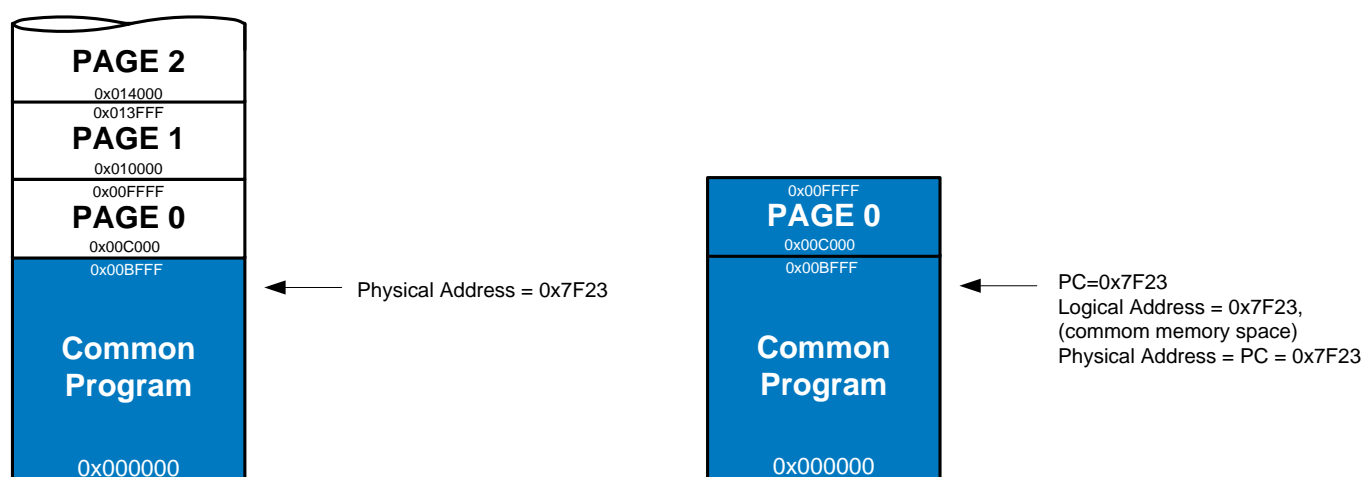 PAGE 2
0x014000
0x013FFF
PAGE 1
0x010000
0x00FFFF
PAGE 0
0x00C000
0x00BFFF
Common
Program
0x000000
Physical Address = 0x7F23
0x00FFFF
PAGE 0
0x00C000
0x00BFFF
Common
Program
0x000000
PC=0x7F23
Logical Address = 0x7F23,
(commom memory space)
Physical Address = PC = 0x7F23